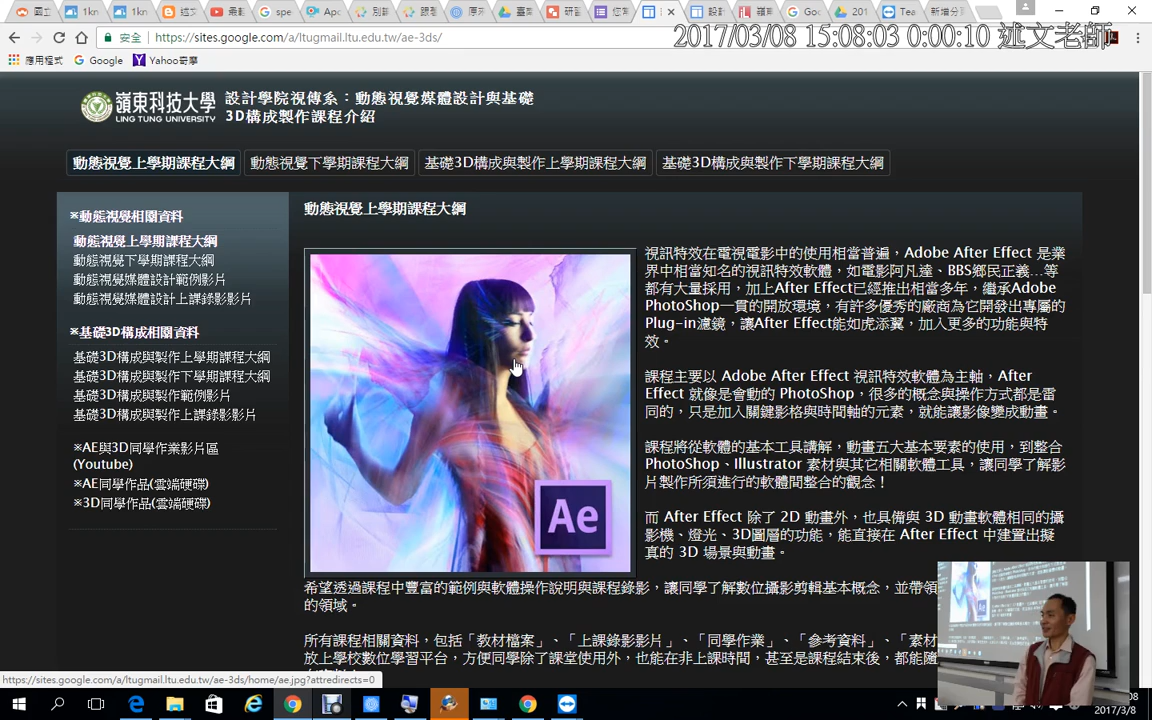 安全 | https://sites.google.com/a/ltugmail.ltu.edu.tw/ae-3ds/
2017/03/08 15:08:03 0:00:10 述文老師
應用程式 Google Yahoo奇摩
嶺東科技大學
LING TUNG UNIVERSITY
設計學院視傳系：動態視覺媒體設計與基礎
3D構成製作課程介紹
動態視覺上學期課程大綱 動態視覺下學期課程大綱 基礎3D構成與製作上學期課程大綱 基礎3D構成與製作下學期課程大綱
※動態視覺相關資料
動態視覺上學期課程大綱
動態視覺下學期課程大綱
動態視覺媒體設計範例影片
動態視覺媒體設計上課錄影影片
※基礎3D構成相關資料
基礎3D構成與製作上學期課程大綱
基礎3D構成與製作下學期課程大綱
基礎3D構成與製作範例影片
基礎3D構成與製作上課錄影影片
※AE與3D同學作業影片區
(Youtube)
※AE同學作品(雲端硬碟)
※3D同學作品(雲端硬碟)
動態視覺上學期課程大綱
Ae
視訊特效在電視電影中的使用相當普遍，Adobe After Effect 是業
界中相當知名的視訊特效軟體，如電影阿凡達、BBS鄉民正義...等
都有大量採用，加上After Effect已經推出相當多年，繼承Adobe
PhotoShop一貫的開放環境，有許多優秀的廠商為它開發出專屬的
Plug-in濾鏡，讓After Effect能如虎添翼，加入更多的功能與特
效。
課程主要以 Adobe After Effect 視訊特效軟體為主軸，After
Effect 就像是會動的 PhotoShop，很多的概念與操作方式都是雷
同的，只是加入關鍵影格與時間軸的元素，就能讓影像變成動畫。
課程將從軟體的基本工具講解，動畫五大基本要素的使用，到整合
PhotoShop、Illustrator 素材與其它相關軟體工具，讓同學了解影
片製作所須進行的軟體間整合的觀念！
而 After Effect 除了 2D 動畫外，也具備與 3D 動畫軟體相同的攝
影機、燈光、3D圖層的功能，能直接在 After Effect 中建置出擬
真的 3D 場景與動畫。
希望透過課程中豐富的範例與軟體操作說明與課程錄影，讓同學了解數位攝影剪輯基本概念，並帶領
的領域。
所有課程相關資料，包括「教材檔案」、「上課錄影影片」、「同學作業」、「參考資料」、「素材
放上學校數位學習平台，方便同學除了課堂使用外，也能在非上課時間，甚至是課程結束後，都能隨
https://sites.google.com/a/ltugmail.ltu.edu.tw/ae-3ds/home/ae.jpg?attredirects=0
2017/3/8